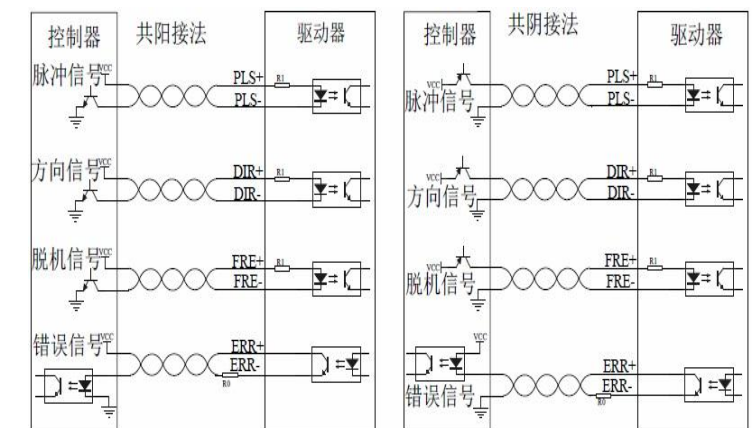 控制器 共阳接法 驱动器
脉冲信号 VCC PLS+ R1
PLS-
方向信号 VCC DIR+ R1
DIR-
脱机信号 VCC FRE+ R1
FRE-
错误信号 VCC ERR+
ERR-
R0
控制器 共阴接法 驱动器
VCC PLS+ R1
脉冲信号 PLS-
VCC DIR+ R1
方向信号 DIR-
VCC FRE+ R1
脱机信号 FRE-
VCC
ERR+
错误信号 ERR-
R0